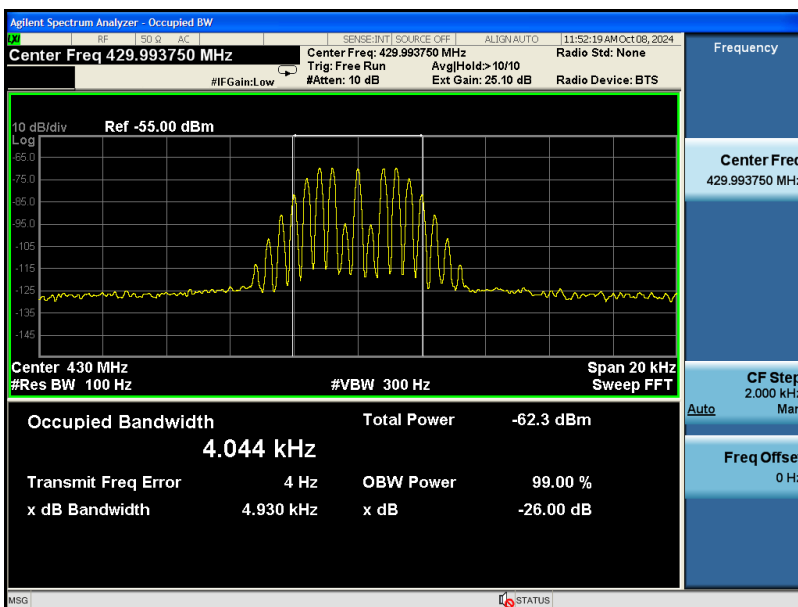 Agilent Spectrum Analyzer - Occupied BW
LXI RF 50 Ω AC SENSE:INT SOURCE OFF ALIGN AUTO 11:52:19 AM Oct 08, 2024
Center Freq 429.993750 MHz
Center Freq: 429.993750 MHz
Radio Std: None
Trig: Free Run Avg|Hold:> 10/10
#IFGain:Low #Atten: 10 dB Ext Gain: 25.10 dB Radio Device: BTS
10 dB/div Ref -55.00 dBm
Log
-65.0
-75.0
-85.0
-95.0
-105
-115
-125
-135
-145
Center 430 MHz Span 20 kHz
#Res BW 100 Hz #VBW 300 Hz Sweep FFT
Occupied Bandwidth Total Power -62.3 dBm
4.044 kHz
Transmit Freq Error 4 Hz OBW Power 99.00 %
x dB Bandwidth 4.930 kHz x dB -26.00 dB
MSG STATUS
Frequency
Center Freq
429.993750 MHz
CF Step
2.000 kHz
Auto Man
Freq Offset
0 Hz